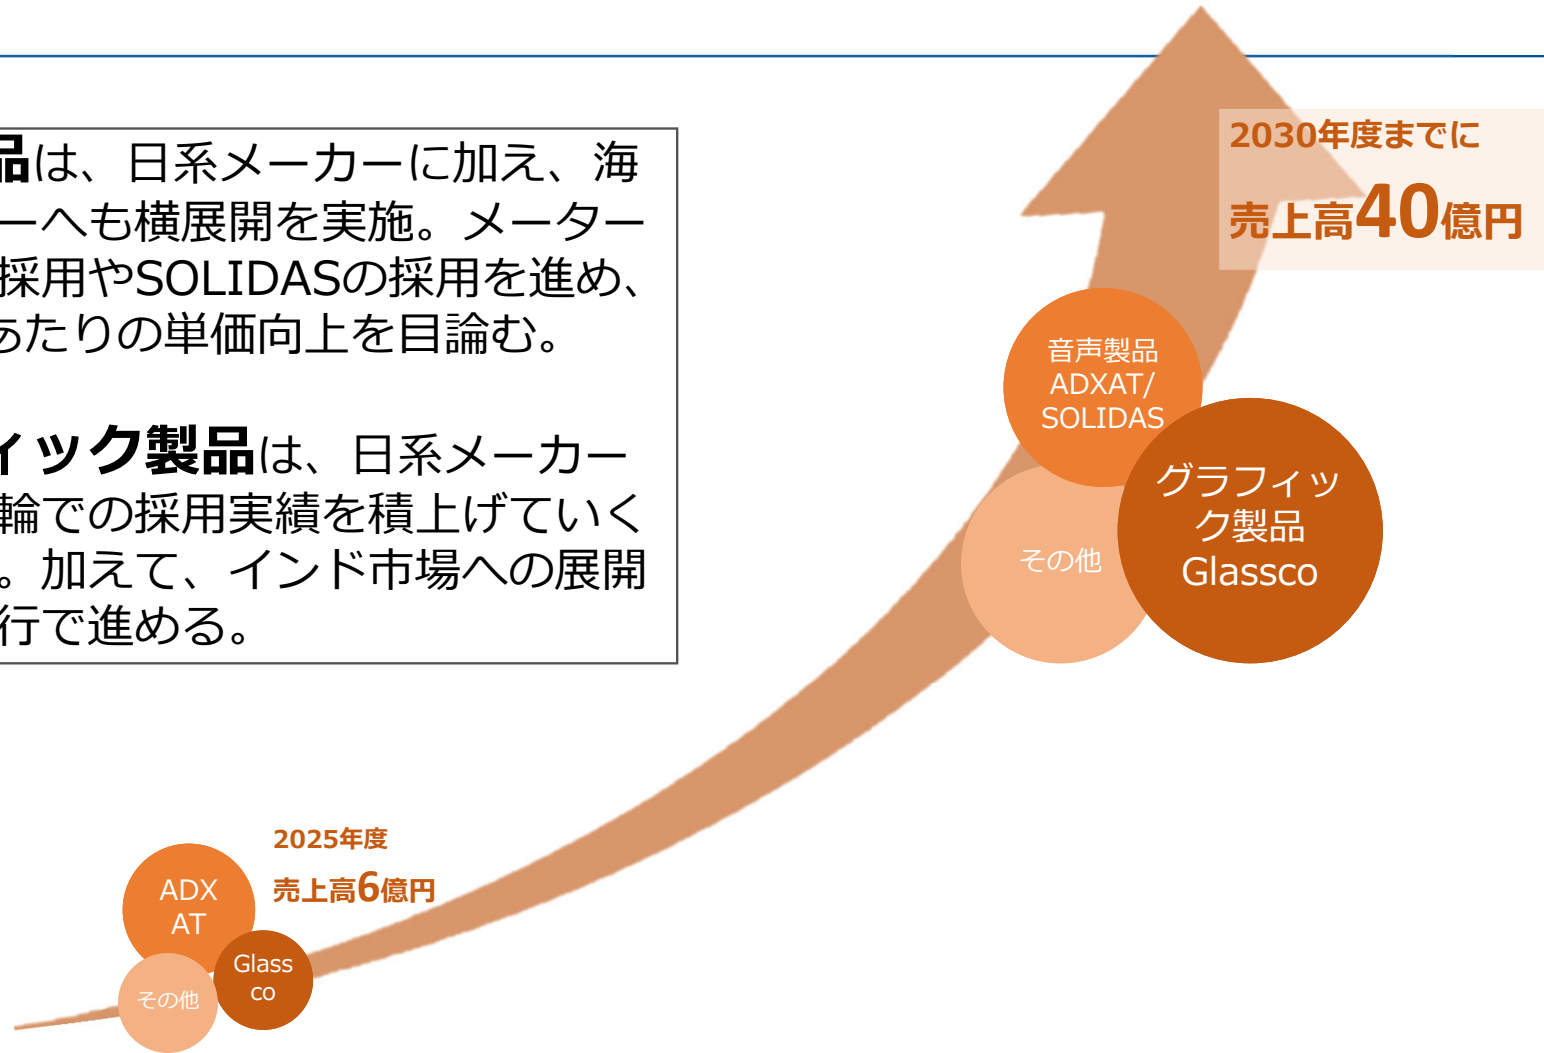 品は、日系メーカーに加え、海
ーへも横展開を実施。メーター
採用やSOLIDASの採用を進め、
あたりの単価向上を目論む。
ィック製品は、日系メーカー
輪での採用実績を積上げていく
。加えて、インド市場への展開
行で進める。
2030年度までに
売上高40億円
音声製品
ADXAT/
SOLIDAS
グラフィッ
ク製品
Glassco
その他
2025年度
売上高6億円
ADX
AT
Glass
co
その他